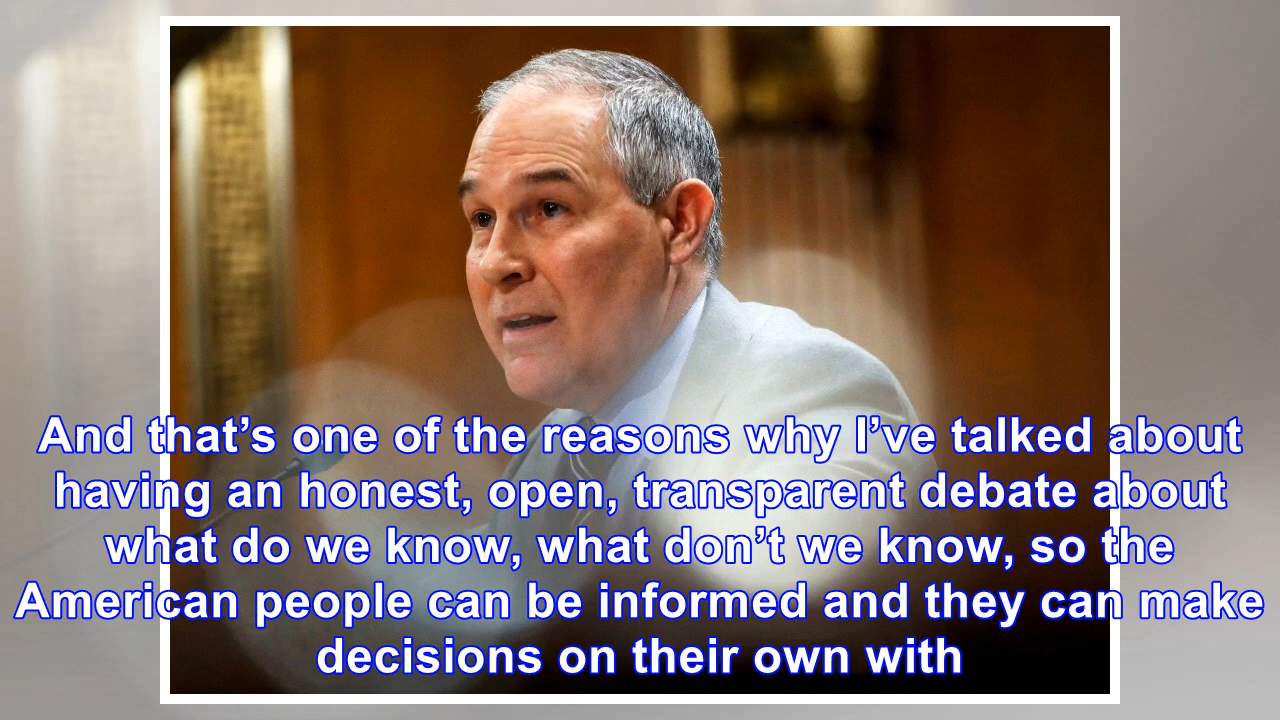 And that’s one of the reasons why I’ve talked about
having an honest, open, transparent debate about
what do we know, what don’t we know, so the
American people can be informed and they can make
decisions on their own with